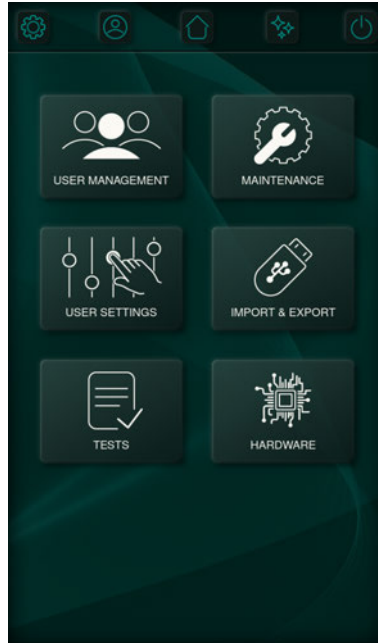 USER MANAGEMENT
MAINTENANCE
USER SETTINGS
IMPORT & EXPORT
TESTS
HARDWARE